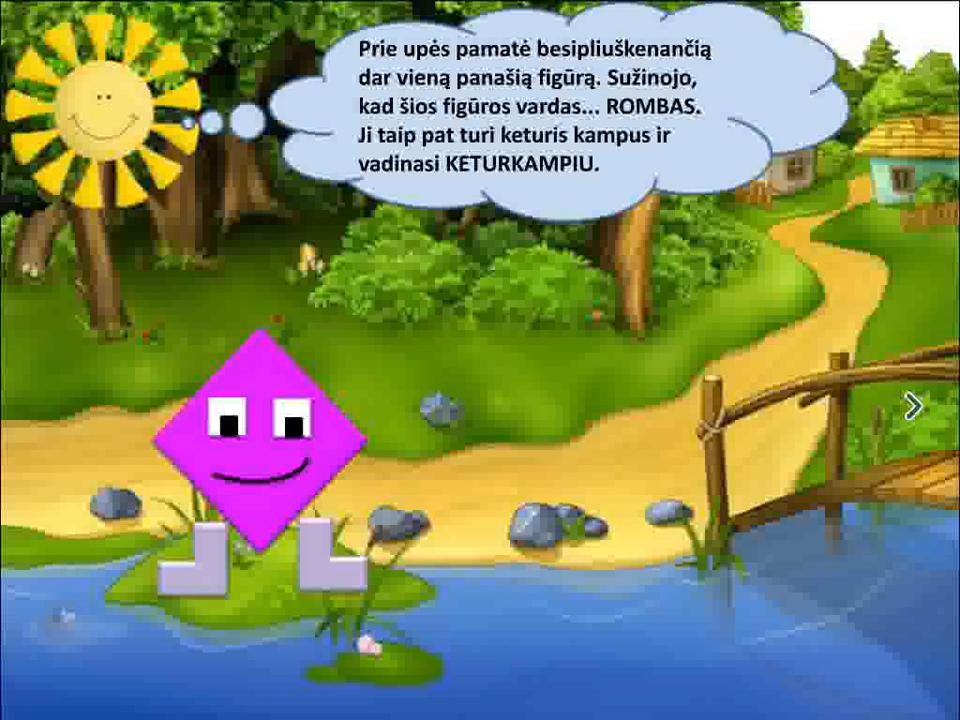 Prie upės pamatė besipliuškenančią
dar vieną panašią figūrą. Sužinojo,
kad šios figūros vardas... ROMBAS.
Ji taip pat turi keturis kampus ir
vadinasi KETURKAMPIU.